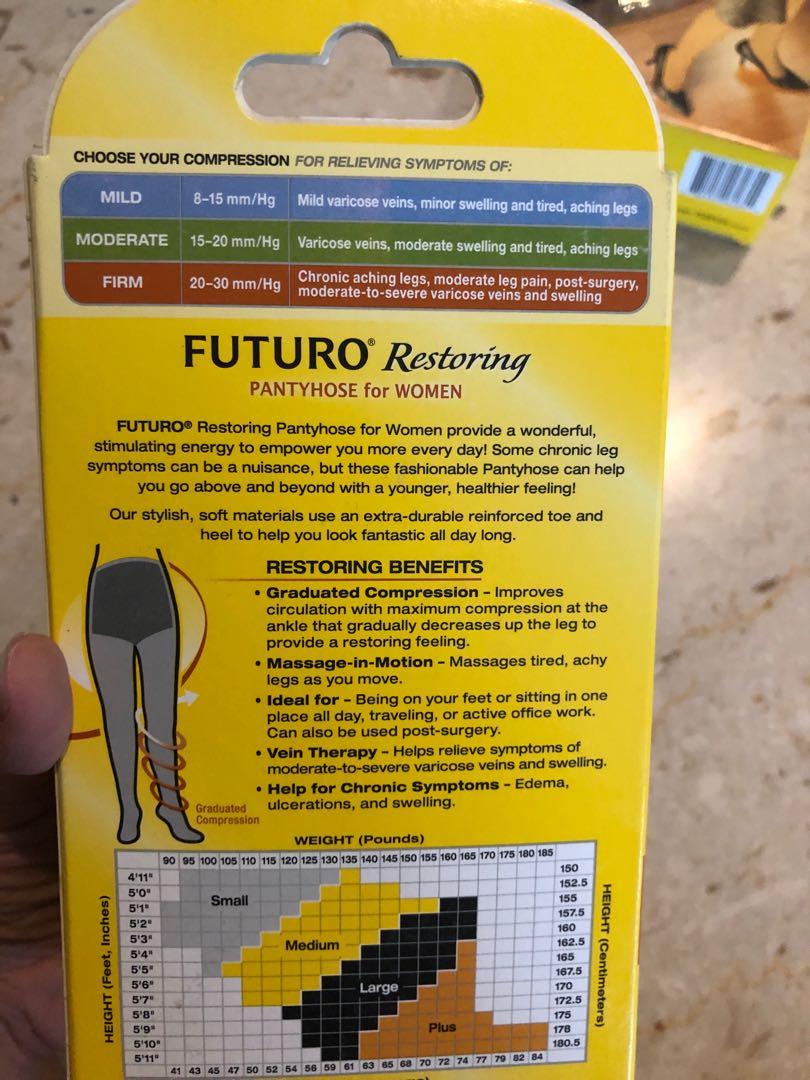 CHOOSE YOUR COMPRESSION FOR RELIEVING SYMPTOMS OF:
MILD 8–15 mm/Hg Mild varicose veins, minor swelling and tired, aching legs
MODERATE 15–20 mm/Hg Varicose veins, moderate swelling and tired, aching legs
FIRM 20–30 mm/Hg Chronic aching legs, moderate leg pain, post-surgery,
moderate-to-severe varicose veins and swelling
FUTURO® Restoring
PANTYHOSE for WOMEN
FUTURO® Restoring Pantyhose for Women provide a wonderful,
stimulating energy to empower you more every day! Some chronic leg
symptoms can be a nuisance, but these fashionable Pantyhose can help
you go above and beyond with a younger, healthier feeling!
Our stylish, soft materials use an extra-durable reinforced toe and
heel to help you look fantastic all day long.
RESTORING BENEFITS
• Graduated Compression – Improves
circulation with maximum compression at the
ankle that gradually decreases up the leg to
provide a restoring feeling.
• Massage-in-Motion – Massages tired, achy
legs as you move.
• Ideal for – Being on your feet or sitting in one
place all day, traveling, or active office work.
Can also be used post-surgery.
• Vein Therapy – Helps relieve symptoms of
moderate-to-severe varicose veins and swelling.
• Help for Chronic Symptoms – Edema,
ulcerations, and swelling.
Graduated
Compression
WEIGHT (Pounds)
90 95 100 105 110 115 120 125 130 135 140 145 150 155 160 165 170 175 180 185
HEIGHT (Feet, Inches)
4'11" 150
5'0" 152.5
5'1" 155
5'2" 157.5
5'3" 160
5'4" 162.5
5'5" 165
5'6" 167.5
5'7" 170
5'8" 172.5
5'9" 175
5'10" 178
5'11" 180.5
Small
Medium
Large
Plus
HEIGHT (Centimeters)
41 43 45 47 50 52 54 56 59 61 63 65 68 70 72 74 77 79 82 84